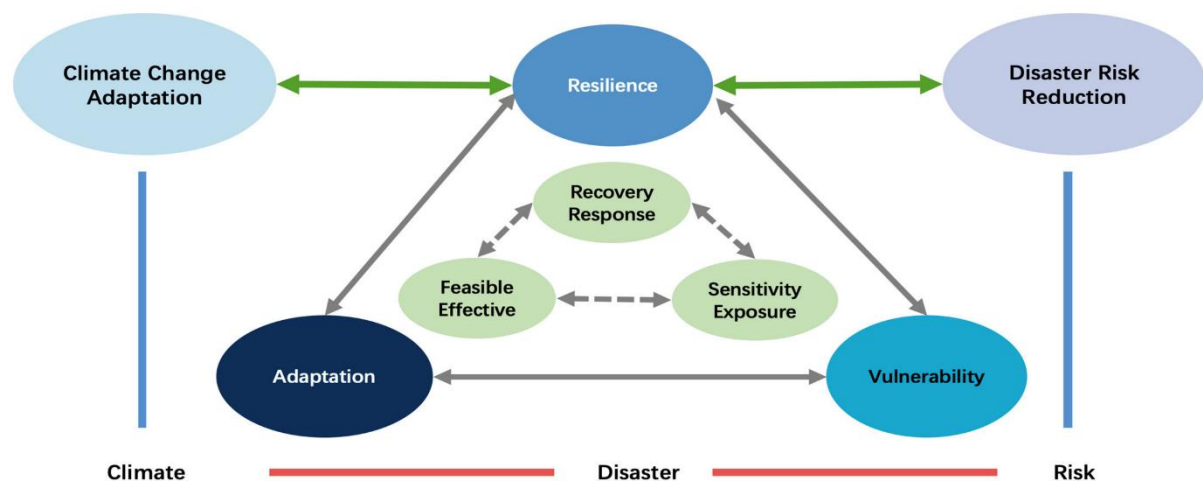 Climate Change
Adaptation
Resilience
Disaster Risk
Reduction
Recovery
Response
Feasible
Effective
Sensitivity
Exposure
Adaptation
Vulnerability
Climate
Disaster
Risk